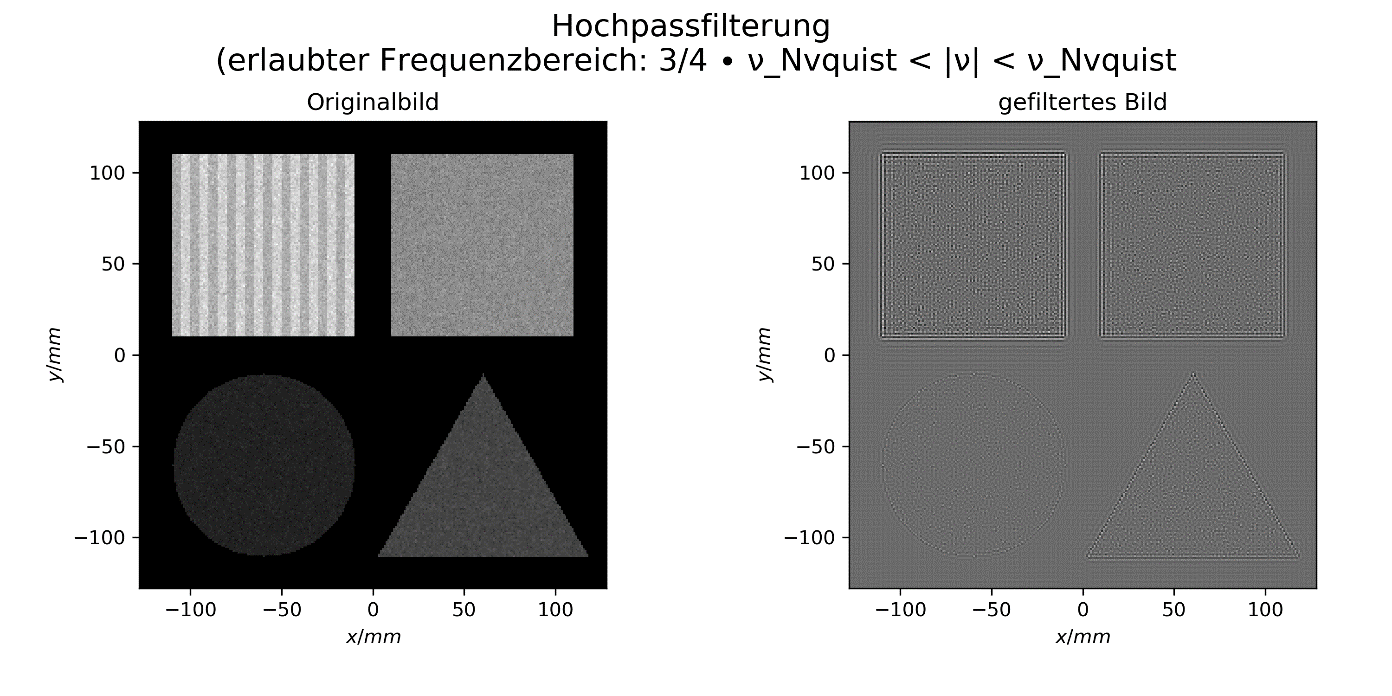 Hochpassfilterung
(erlaubter Frequenzbereich: 3/4 • ν_Nvquist < |ν| < ν_Nvquist
Originalbild
gefiltertes Bild
100
50
0
−50
−100
y/mm
−100 −50 0 50 100
x/mm
100
50
0
−50
−100
y/mm
−100 −50 0 50 100
x/mm